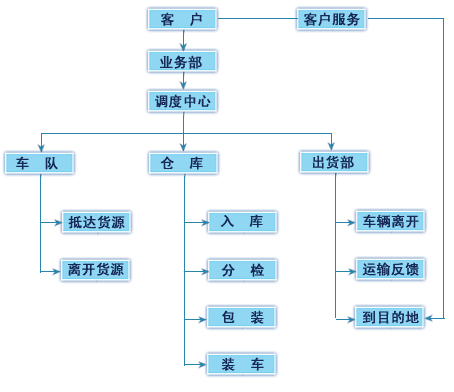 客 户
客户服务
业务部
调度中心
车 队
仓 库
出货部
抵达货源
入 库
车辆离开
离开货源
分 检
运输反馈
包 装
到目的地
装 车